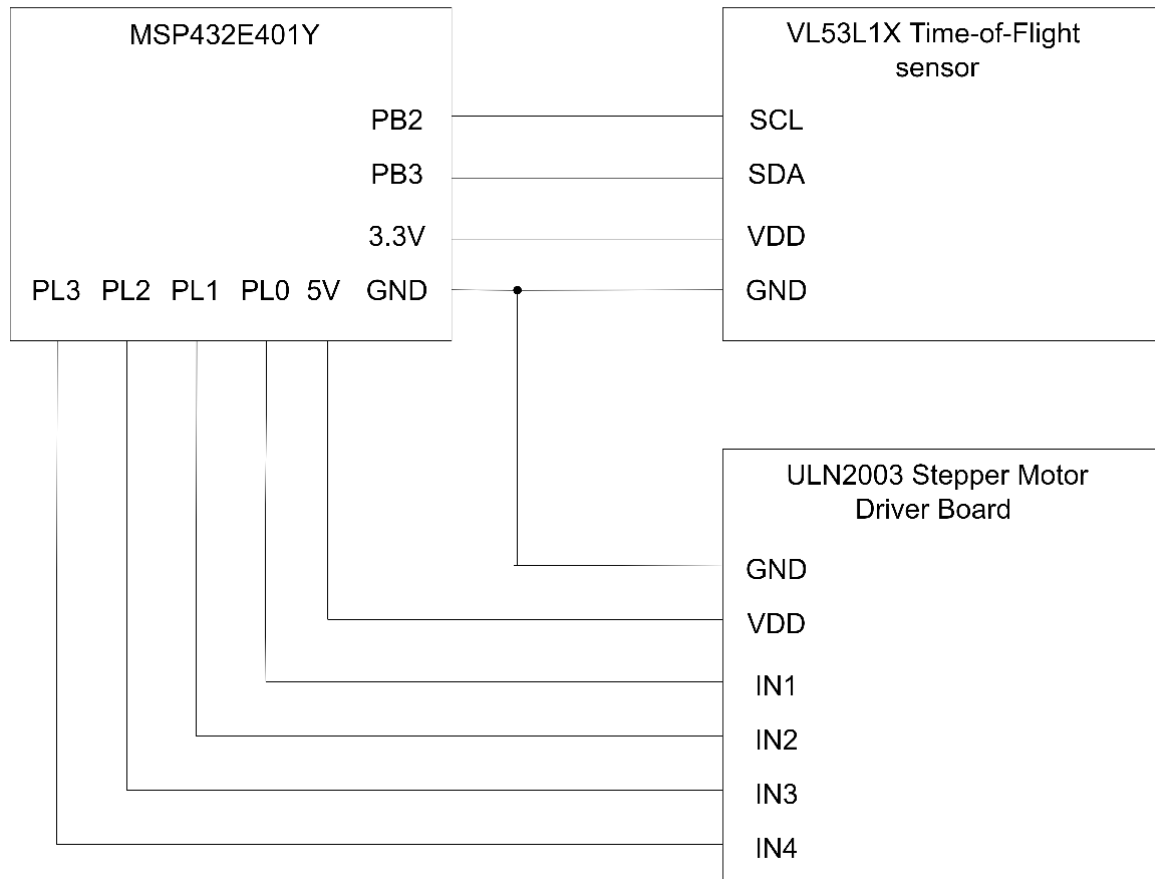 MSP432E401Y
PB2
PB3
3.3V
PL3 PL2 PL1 PL0 5V GND
VL53L1X Time-of-Flight
sensor
SCL
SDA
VDD
GND
ULN2003 Stepper Motor
Driver Board
GND
VDD
IN1
IN2
IN3
IN4